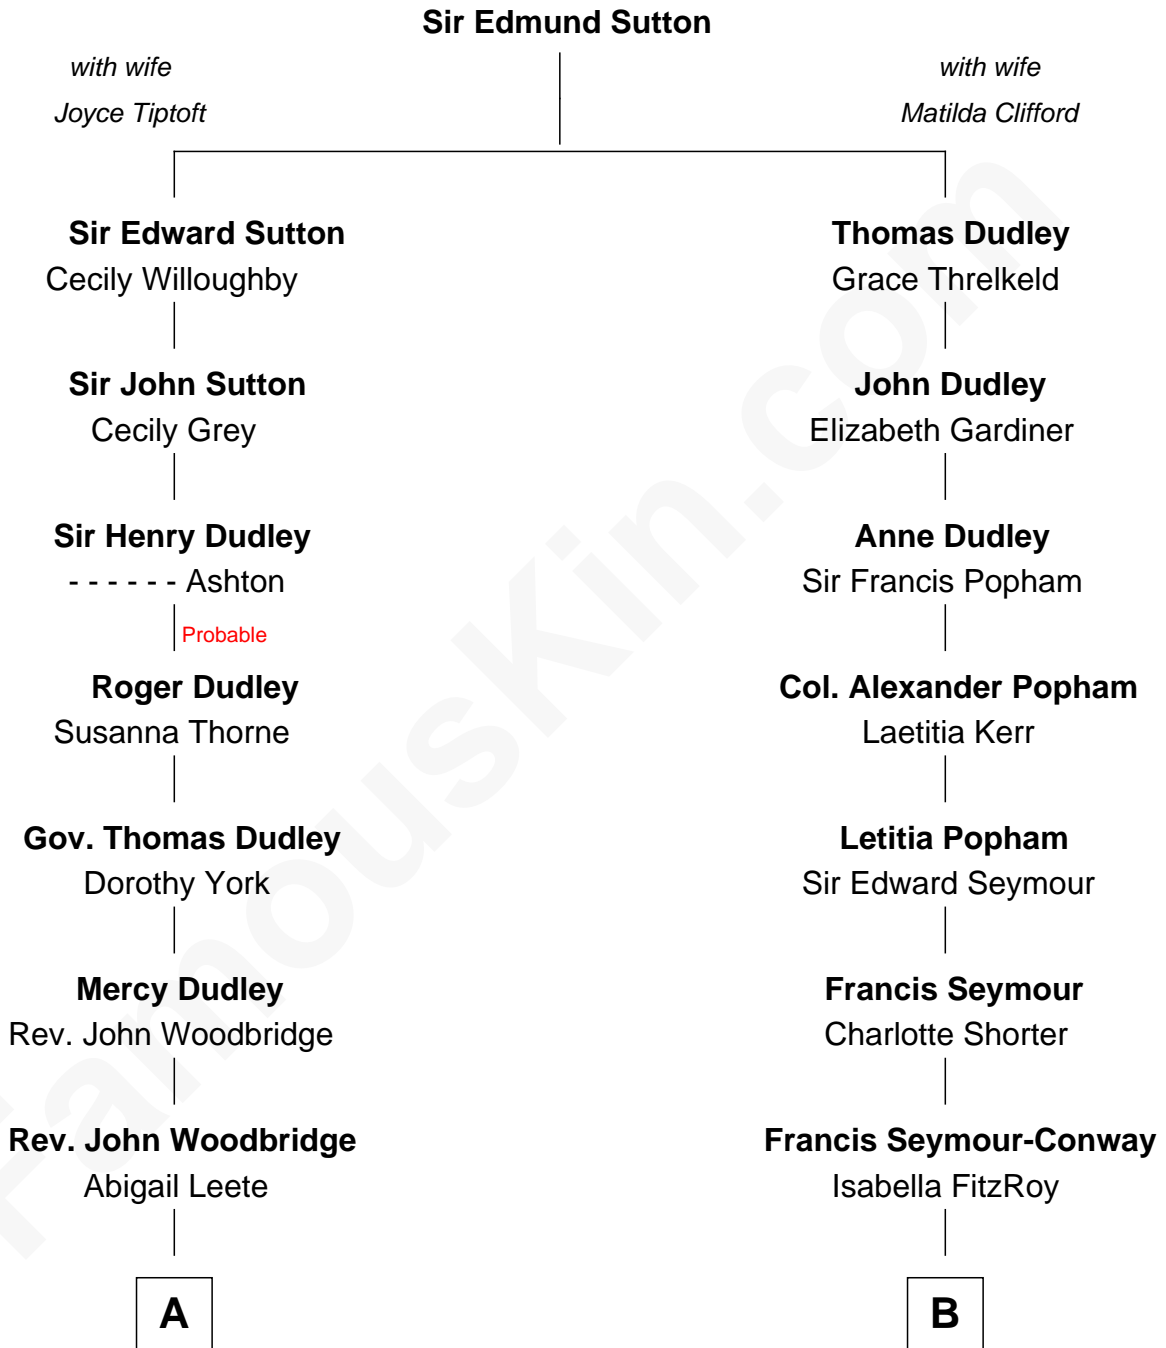 Sir Edmund Sutton
with wife
Joyce Tiptoft
with wife
Matilda Clifford
Sir Edward Sutton
Cecily Willoughby
Sir John Sutton
Cecily Grey
Sir Henry Dudley
- - - - - - Ashton
Probable
Roger Dudley
Susanna Thorne
Gov. Thomas Dudley
Dorothy York
Mercy Dudley
Rev. John Woodbridge
Rev. John Woodbridge
Abigail Leete
A
Thomas Dudley
Grace Threlkeld
John Dudley
Elizabeth Gardiner
Anne Dudley
Sir Francis Popham
Col. Alexander Popham
Laetitia Kerr
Letitia Popham
Sir Edward Seymour
Francis Seymour
Charlotte Shorter
Francis Seymour-Conway
Isabella FitzRoy
B
FamousKin.com